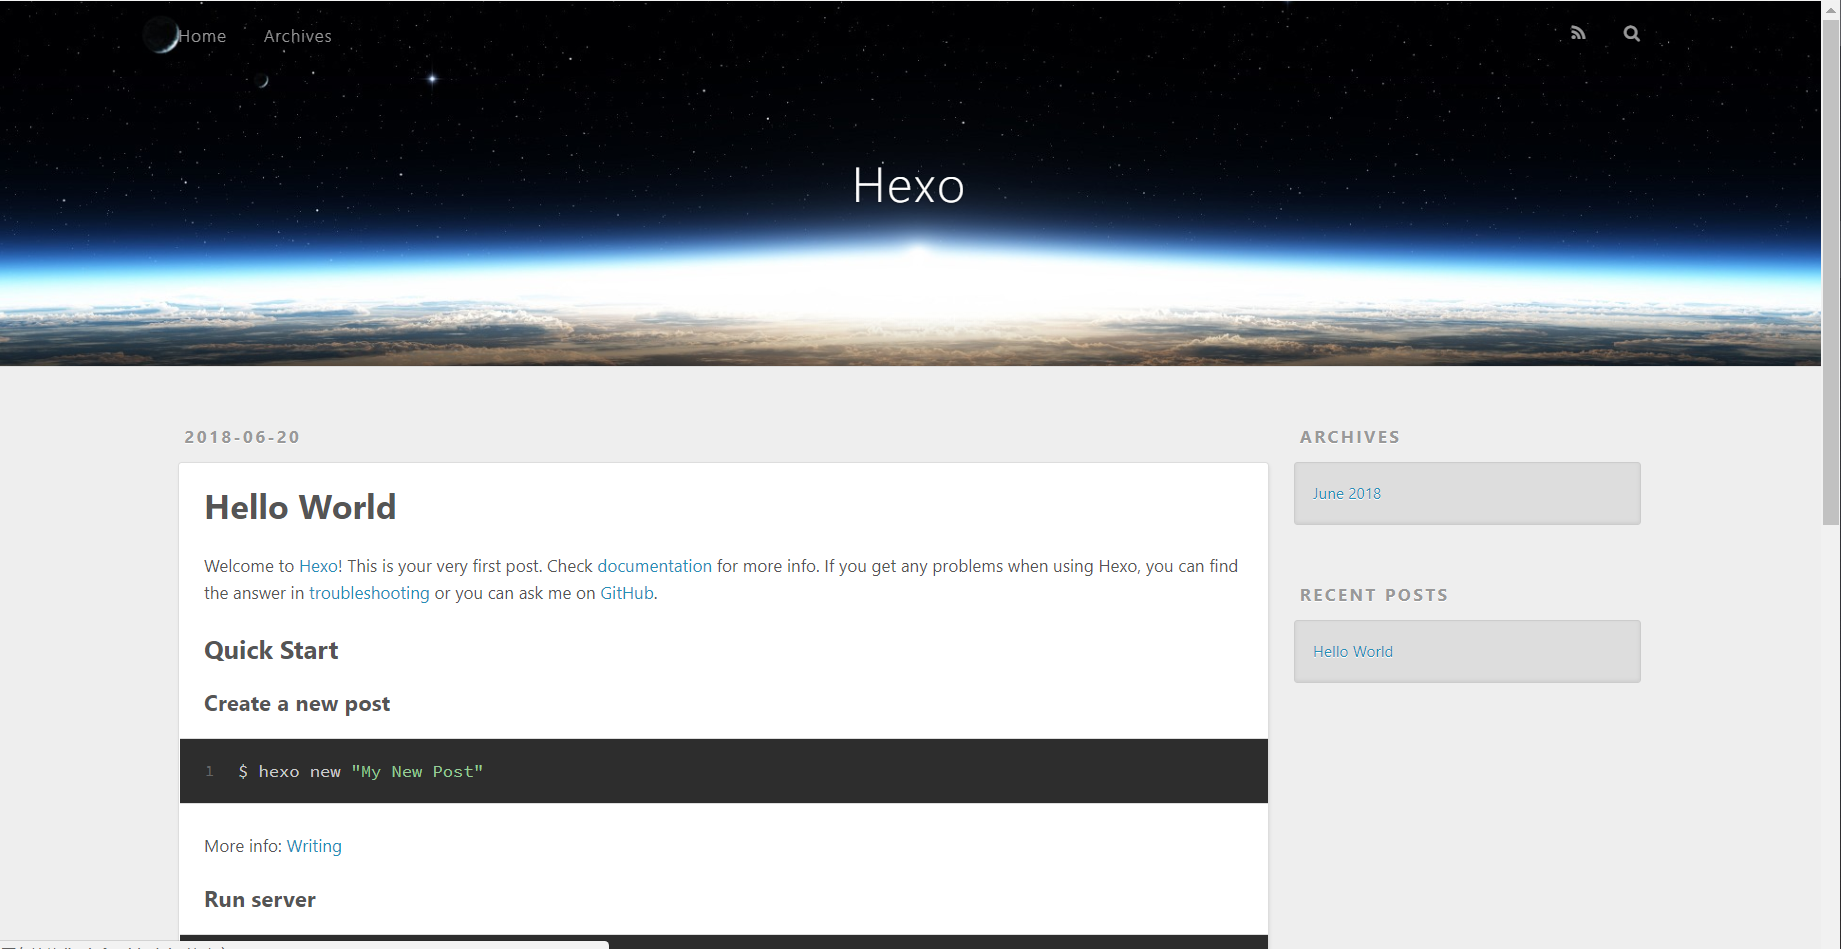 Home Archives
Hexo
2018-06-20
Hello World
Welcome to Hexo! This is your very first post. Check documentation for more info. If you get any problems when using Hexo, you can find
the answer in troubleshooting or you can ask me on GitHub.
Quick Start
Create a new post
1 $ hexo new "My New Post"
More info: Writing
Run server
ARCHIVES
June 2018
RECENT POSTS
Hello World